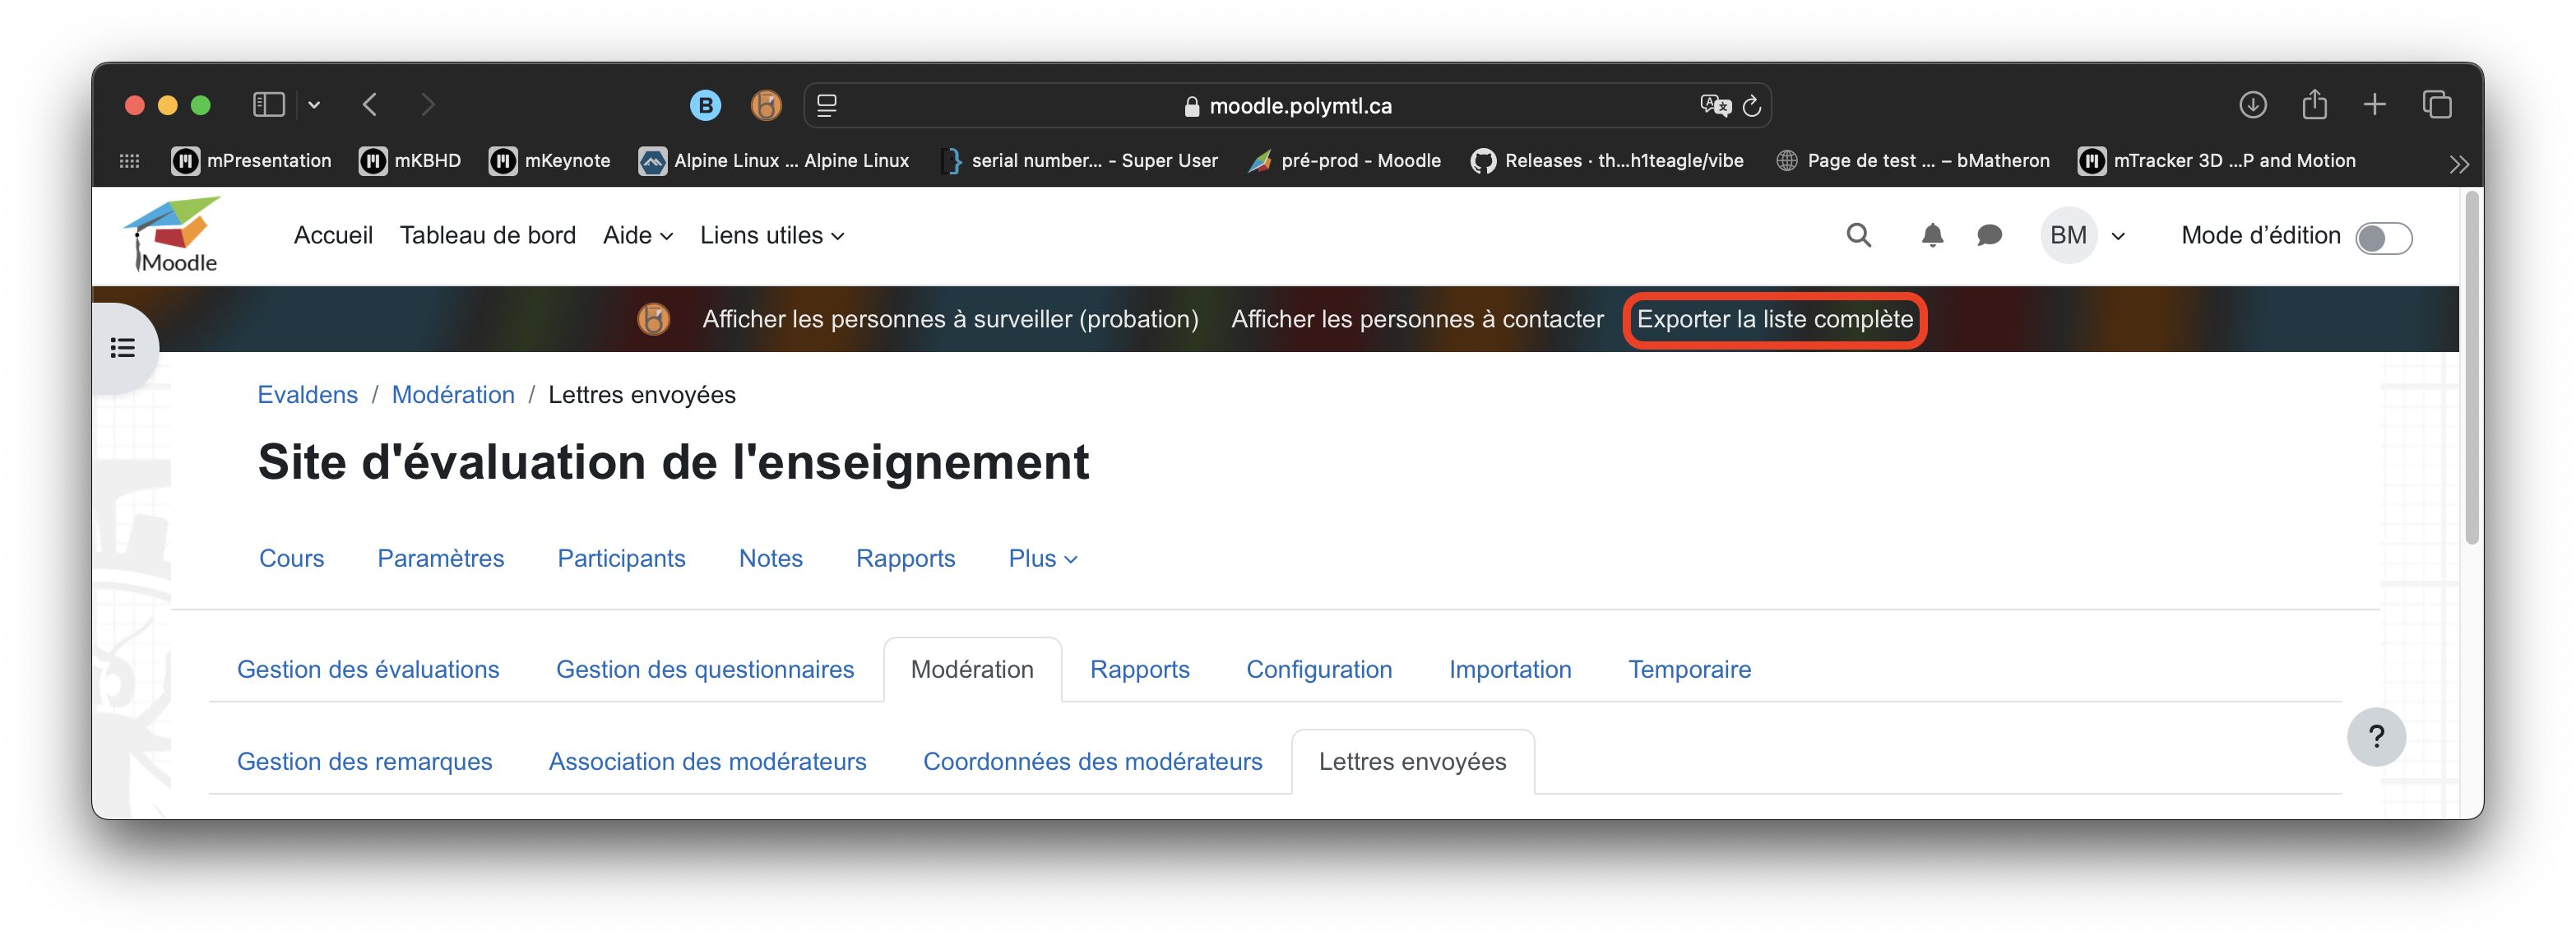 B moodle.polymtl.ca
mPresentation mKBHD mKeynote Alpine Linux ... Alpine Linux serial number... - Super User pré-prod - Moodle Releases · th...h1teagle/vibe Page de test ... – bMatheron mTracker 3D ...P and Motion
Moodle Accueil Tableau de bord Aide Liens utiles BM Mode d’édition
Afficher les personnes à surveiller (probation) Afficher les personnes à contacter Exporter la liste complète
Evaldens / Modération / Lettres envoyées
Site d'évaluation de l'enseignement
Cours Paramètres Participants Notes Rapports Plus
Gestion des évaluations Gestion des questionnaires Modération Rapports Configuration Importation Temporaire
Gestion des remarques Association des modérateurs Coordonnées des modérateurs Lettres envoyées
?